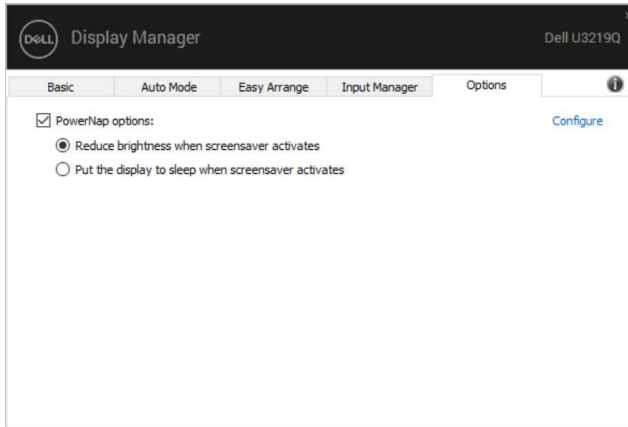 DELL
Display Manager
Dell U3219Q
Basic
Auto Mode
Easy Arrange
Input Manager
Options
PowerNap options:
Configure
Reduce brightness when screensaver activates
Put the display to sleep when screensaver activates